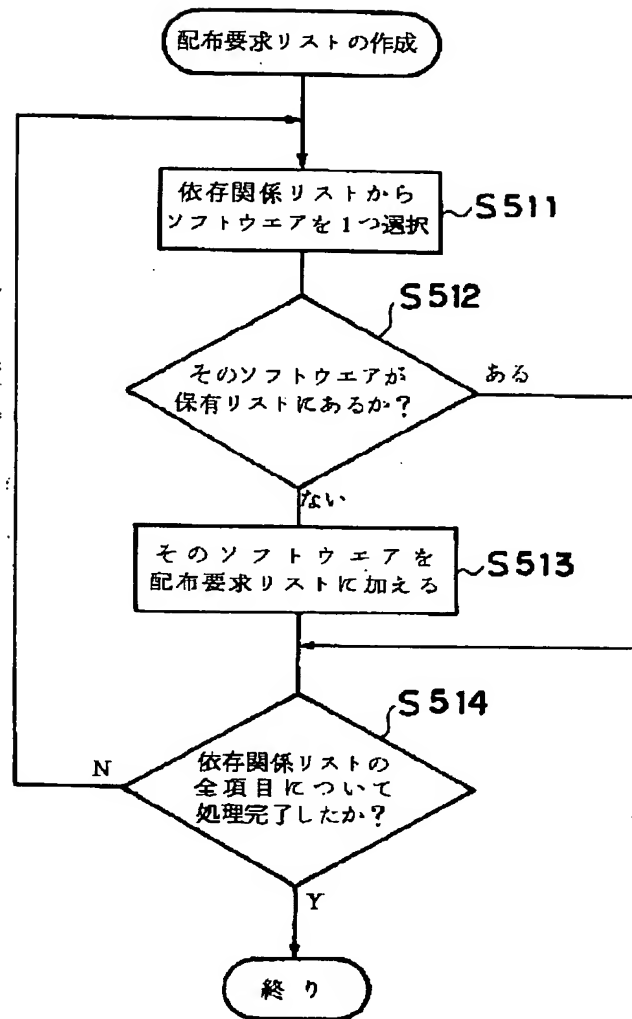 配布要求リストの作成
依存関係リストから
ソフトウエアを1つ選択
S511
S512
そのソフトウエアが
保有リストにあるか?
ある
ない
そのソフトウエアを
配布要求リストに加える
S513
S514
依存関係リストの
全項目について
処理完了したか?
N
Y
終り